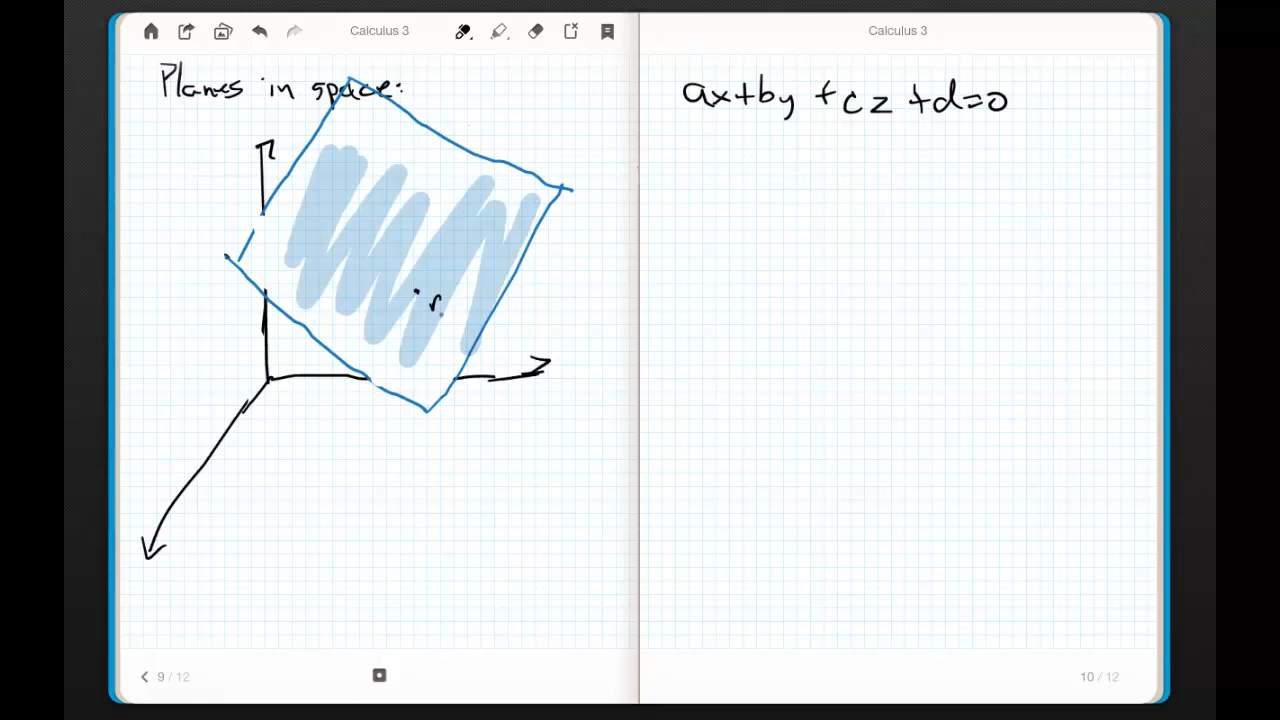 Calculus 3
Calculus 3
Planes in space:
r
ax+by+cz+d=0
9 / 12
10 / 12